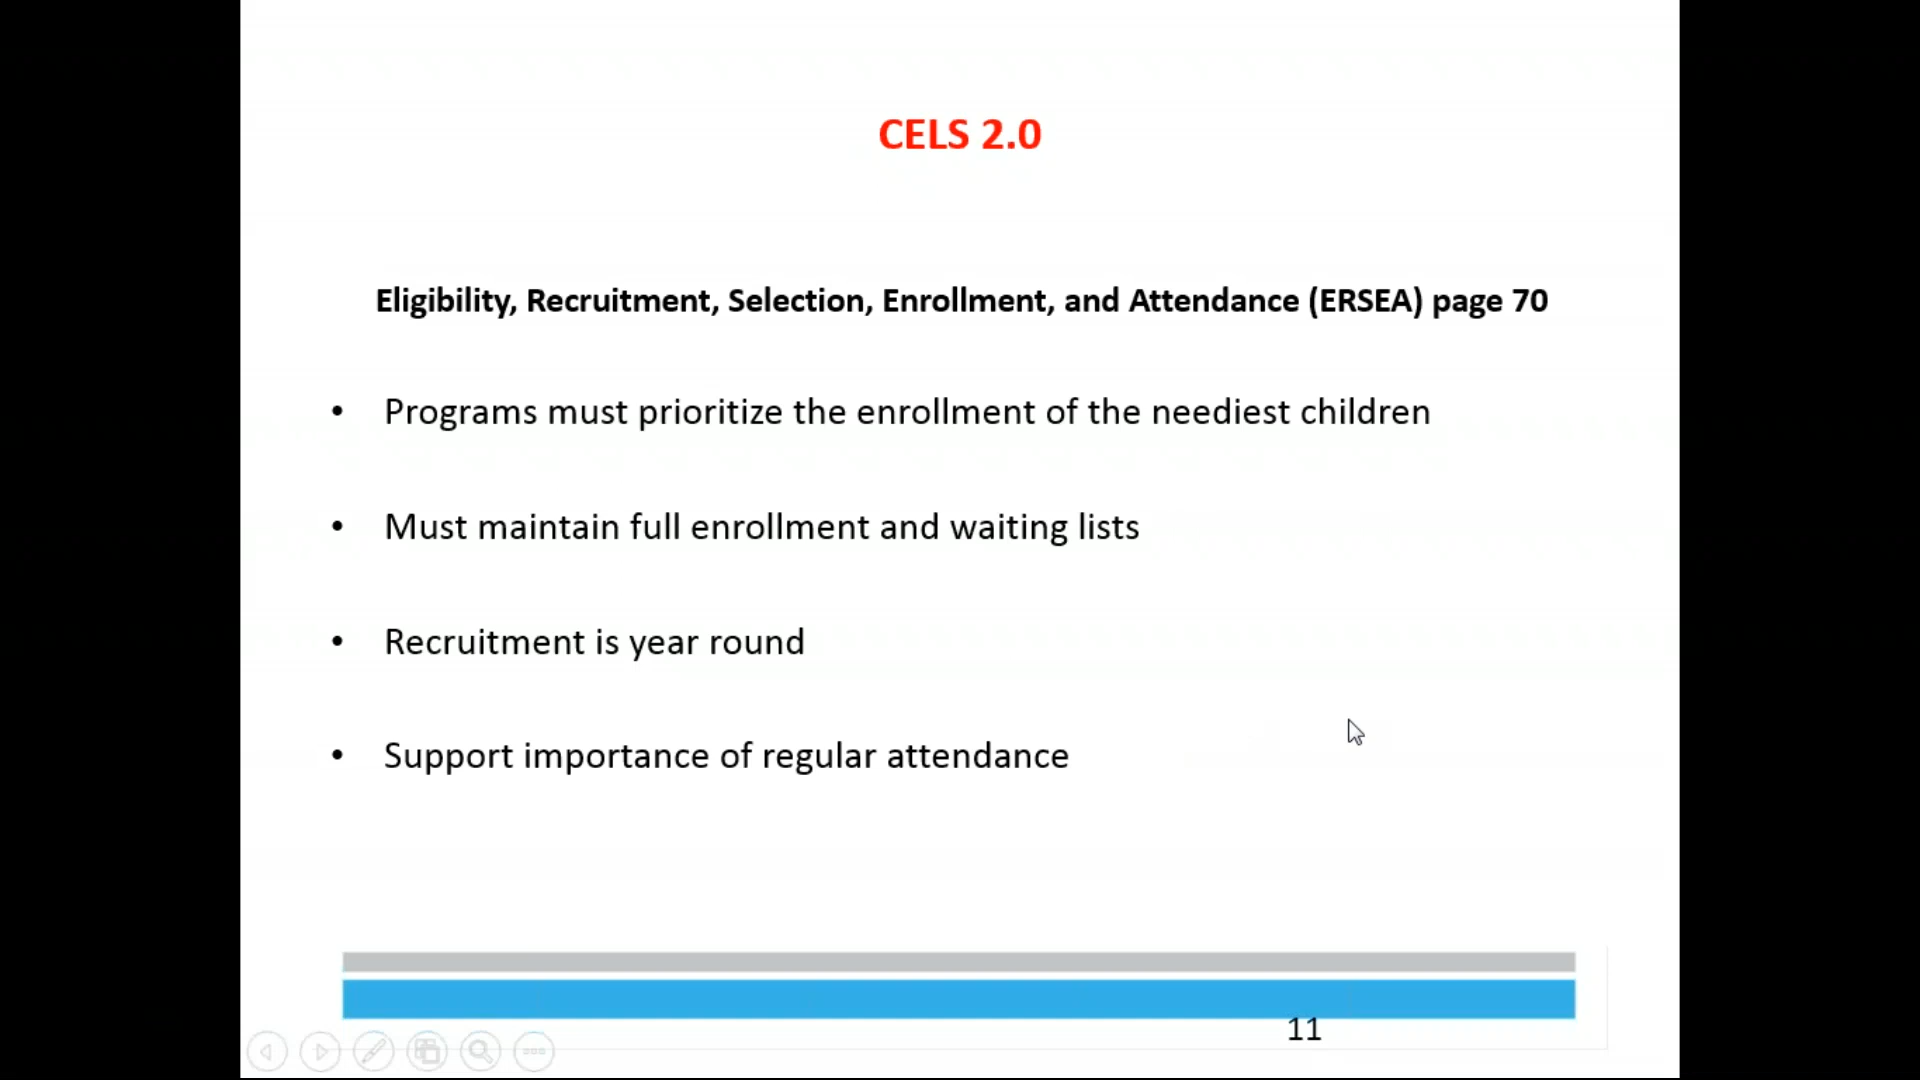 CELS 2.0
Eligibility, Recruitment, Selection, Enrollment, and Attendance (ERSEA) page 70
• Programs must prioritize the enrollment of the neediest children
• Must maintain full enrollment and waiting lists
• Recruitment is year round
• Support importance of regular attendance
11